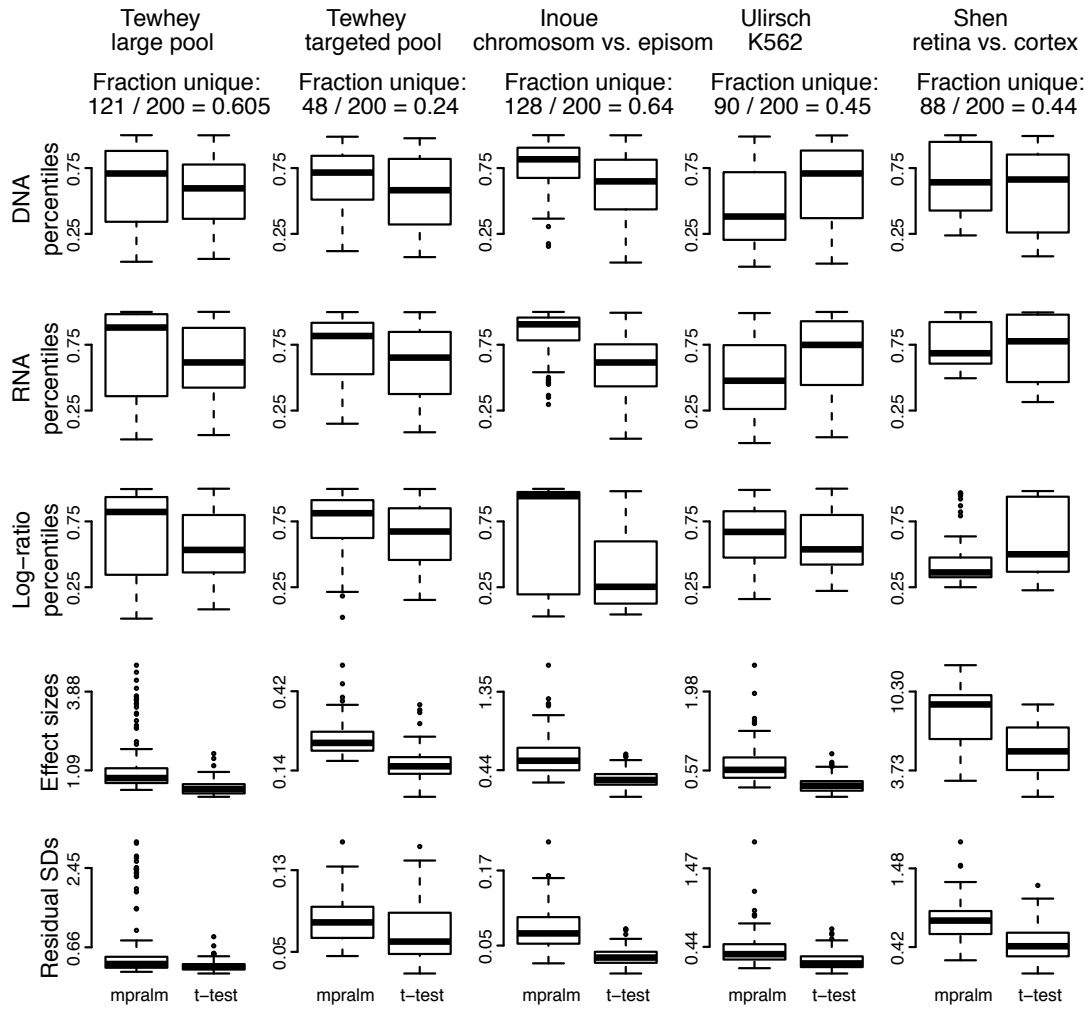 Tewhey
large pool
Tewhey
targeted pool
Inoue
chromosom vs. episom
Ulirsch
K562
Shen
retina vs. cortex
Fraction unique:
121 / 200 = 0.605
Fraction unique:
48 / 200 = 0.24
Fraction unique:
128 / 200 = 0.64
Fraction unique:
90 / 200 = 0.45
Fraction unique:
88 / 200 = 0.44
DNA
percentiles
0.75
0.25
0.75
0.25
0.75
0.25
0.75
0.25
0.75
0.25
RNA
percentiles
0.75
0.25
0.75
0.25
0.75
0.25
0.75
0.25
0.75
0.25
Log−ratio
percentiles
0.75
0.25
0.75
0.25
0.75
0.25
0.75
0.25
0.75
0.25
Effect sizes
3.88
1.09
0.42
0.14
1.35
0.44
1.98
0.57
10.30
3.73
Residual SDs
2.45
0.66
0.13
0.05
0.17
0.05
1.47
0.44
1.48
0.42
mpralm
t−test
mpralm
t−test
mpralm
t−test
mpralm
t−test
mpralm
t−test